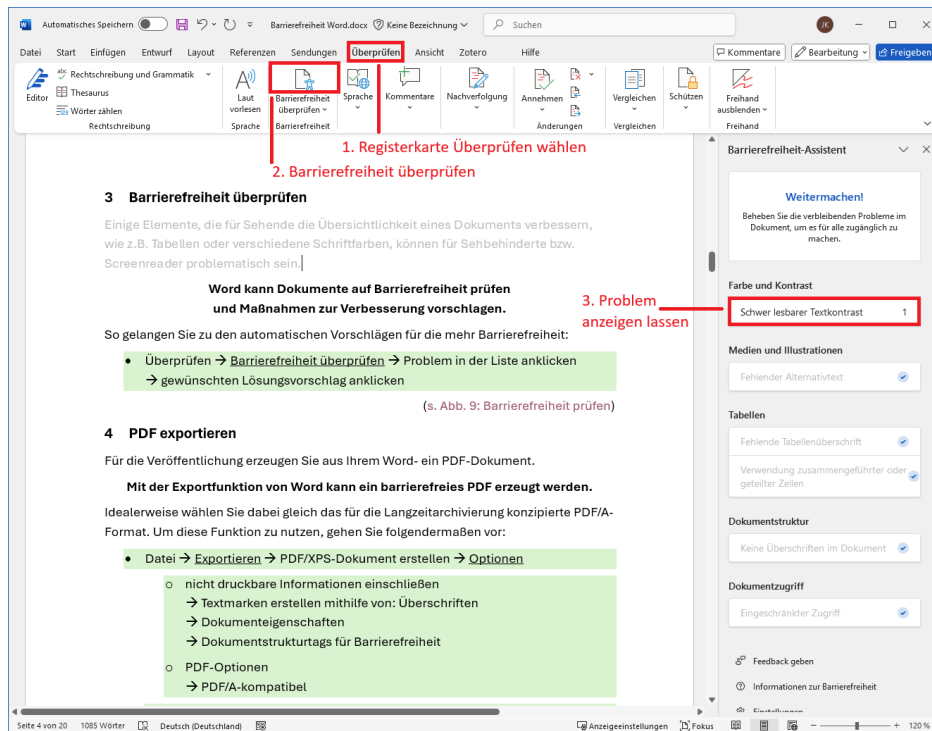 Automatisches Speichern
Barrierefreiheit Word.docx
Keine Bezeichnung
Suchen
JK
Datei Start Einfügen Entwurf Layout Referenzen Sendungen Überprüfen Ansicht Zotero Hilfe
Kommentare Bearbeitung Freigeben
Editor
abc Rechtschreibung und Grammatik
Thesaurus
Wörter zählen
Rechtschreibung
Laut vorlesen
Sprache
Barrierefreiheit überprüfen
Barrierefreiheit
Sprache
Kommentare
Nachverfolgung
Annehmen
Änderungen
Vergleichen
Vergleichen
Schützen
Freihand ausblenden
Freihand
1. Registerkarte Überprüfen wählen
2. Barrierefreiheit überprüfen
3 Barrierefreiheit überprüfen
Einige Elemente, die für Sehende die Übersichtlichkeit eines Dokuments verbessern,
wie z.B. Tabellen oder verschiedene Schriftfarben, können für Sehbehinderte bzw.
Screenreader problematisch sein.
Word kann Dokumente auf Barrierefreiheit prüfen
und Maßnahmen zur Verbesserung vorschlagen.
3. Problem
anzeigen lassen
So gelangen Sie zu den automatischen Vorschlägen für die mehr Barrierefreiheit:
• Überprüfen → Barrierefreiheit überprüfen → Problem in der Liste anklicken
→ gewünschten Lösungsvorschlag anklicken
(s. Abb. 9: Barrierefreiheit prüfen)
4 PDF exportieren
Für die Veröffentlichung erzeugen Sie aus Ihrem Word- ein PDF-Dokument.
Mit der Exportfunktion von Word kann ein barrierefreies PDF erzeugt werden.
Idealerweise wählen Sie dabei gleich das für die Langzeitarchivierung konzipierte PDF/A-
Format. Um diese Funktion zu nutzen, gehen Sie folgendermaßen vor:
• Datei → Exportieren → PDF/XPS-Dokument erstellen → Optionen
o nicht druckbare Informationen einschließen
→ Textmarken erstellen mithilfe von: Überschriften
→ Dokumenteigenschaften
→ Dokumentstrukturtags für Barrierefreiheit
o PDF-Optionen
→ PDF/A-kompatibel
Barrierefreiheit-Assistent
Weitermachen!
Beheben Sie die verbleibenden Probleme im
Dokument, um es für alle zugänglich zu
machen.
Farbe und Kontrast
Schwer lesbarer Textkontrast 1
Medien und Illustrationen
Fehlender Alternativtext
Tabellen
Fehlende Tabellenüberschrift
Verwendung zusammengeführter oder
geteilter Zellen
Dokumentstruktur
Keine Überschriften im Dokument
Dokumentzugriff
Eingeschränkter Zugriff
Feedback geben
Informationen zur Barrierefreiheit
Einstellungen
Seite 4 von 20 1085 Wörter Deutsch (Deutschland)
Anzeigeeinstellungen Fokus 120 %